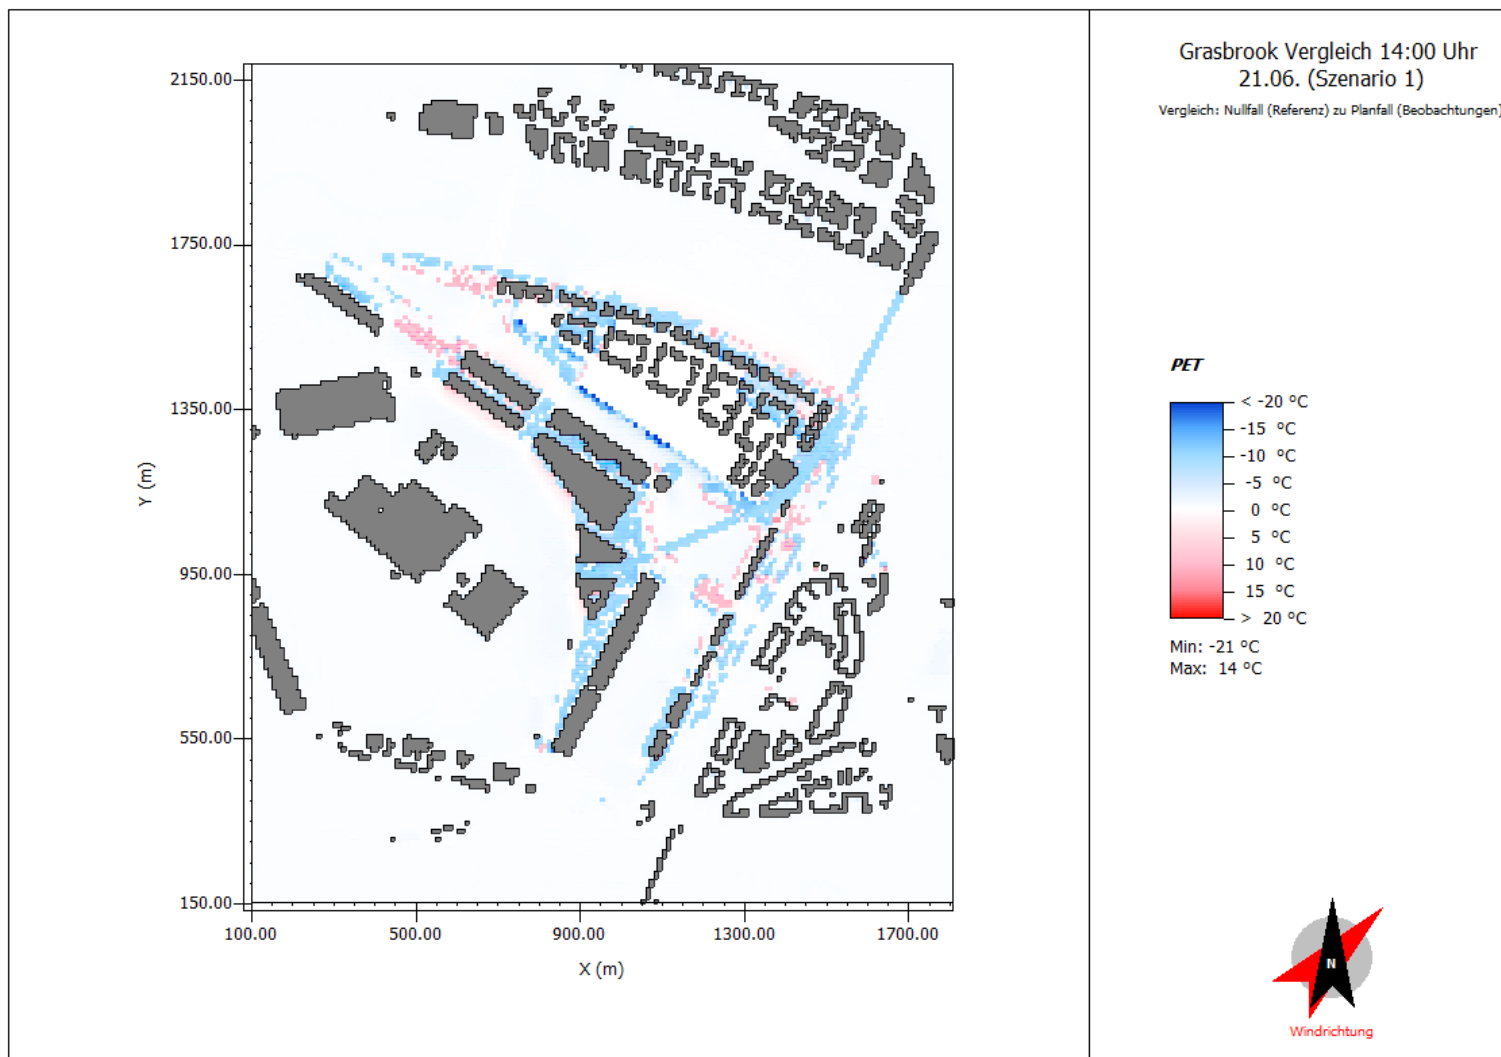 Grasbrook Vergleich 14:00 Uhr
21.06. (Szenario 1)
Vergleich: Nullfall (Referenz) zu Planfall (Beobachtungen)
2150.00
1750.00
1350.00
950.00
550.00
150.00
Y (m)
100.00 500.00 900.00 1300.00 1700.00
X (m)
PET
< -20 °C
-15 °C
-10 °C
-5 °C
0 °C
5 °C
10 °C
15 °C
> 20 °C
Min: -21 °C
Max: 14 °C
N
Windrichtung